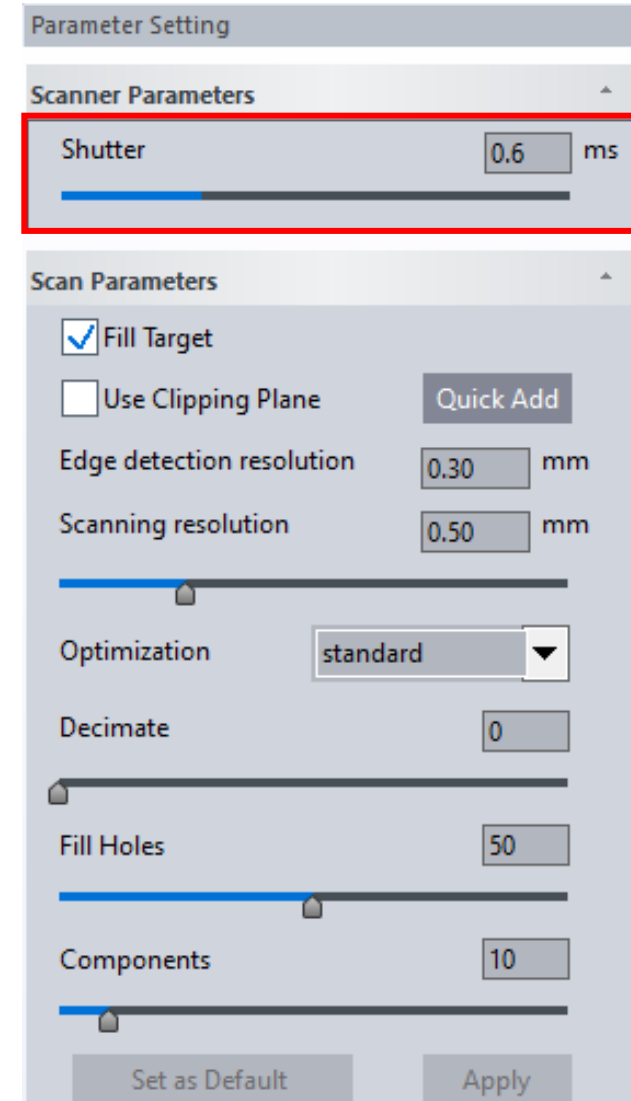 Parameter Setting
Scanner Parameters
Shutter 0.6 ms
Scan Parameters
Fill Target
Use Clipping Plane Quick Add
Edge detection resolution 0.30 mm
Scanning resolution 0.50 mm
Optimization standard
Decimate 0
Fill Holes 50
Components 10
Set as Default Apply